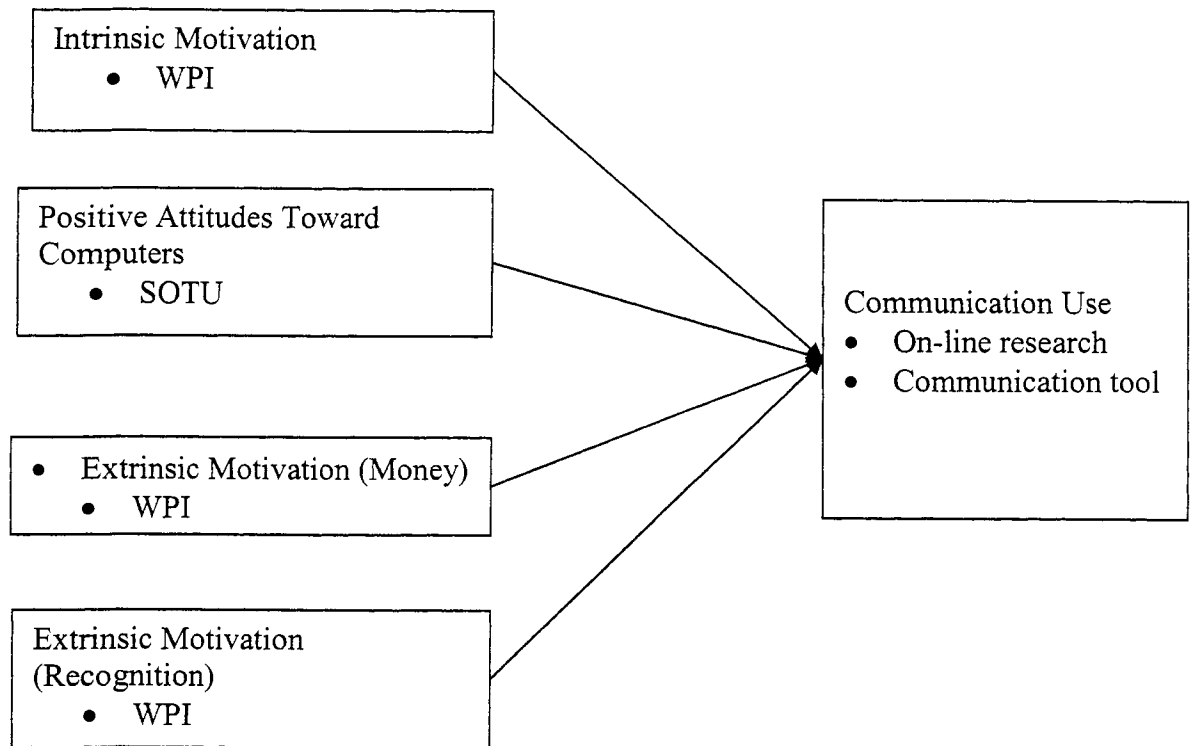 Intrinsic Motivation
• WPI
Positive Attitudes Toward
Computers
• SOTU
• Extrinsic Motivation (Money)
• WPI
Extrinsic Motivation
(Recognition)
• WPI
Communication Use
• On-line research
• Communication tool